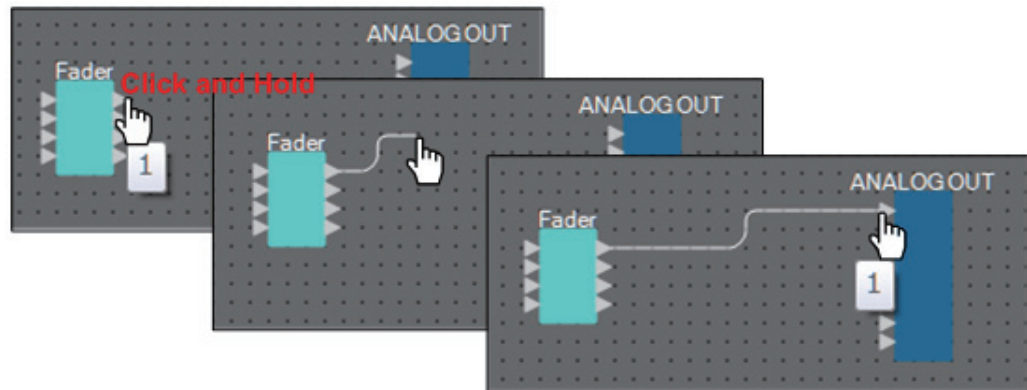 ANALOG OUT
Fader
Click and Hold
1
ANALOG OUT
Fader
ANALOG OUT
Fader
1